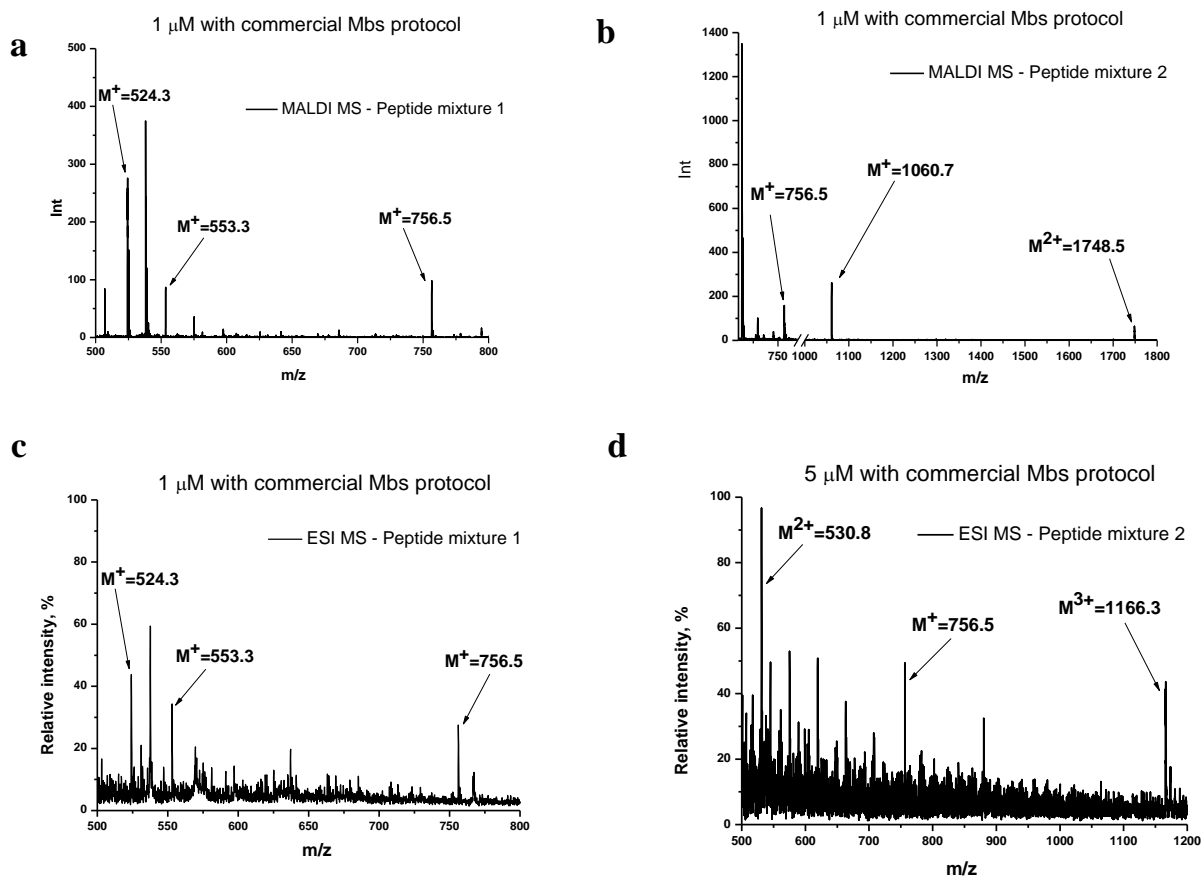 a
1 μM with commercial Mbs protocol
500
400
300
200
100
0
Int
M+=524.3
MALDI MS - Peptide mixture 1
M+=553.3
M+=756.5
500 550 600 650 700 750 800
m/z
b
1 μM with commercial Mbs protocol
1400
1200
1000
800
600
400
200
0
Int
MALDI MS - Peptide mixture 2
M+=756.5
M+=1060.7
M2+=1748.5
750 1000 1100 1200 1300 1400 1500 1600 1700 1800
m/z
c
1 μM with commercial Mbs protocol
100
80
60
40
20
0
Relative intensity, %
ESI MS - Peptide mixture 1
M+=524.3
M+=553.3
M+=756.5
500 550 600 650 700 750 800
m/z
d
5 μM with commercial Mbs protocol
100
90
80
70
60
50
40
30
20
10
0
Relative intensity, %
M2+=530.8
ESI MS - Peptide mixture 2
M+=756.5
M3+=1166.3
500 600 700 800 900 1000 1100 1200
m/z